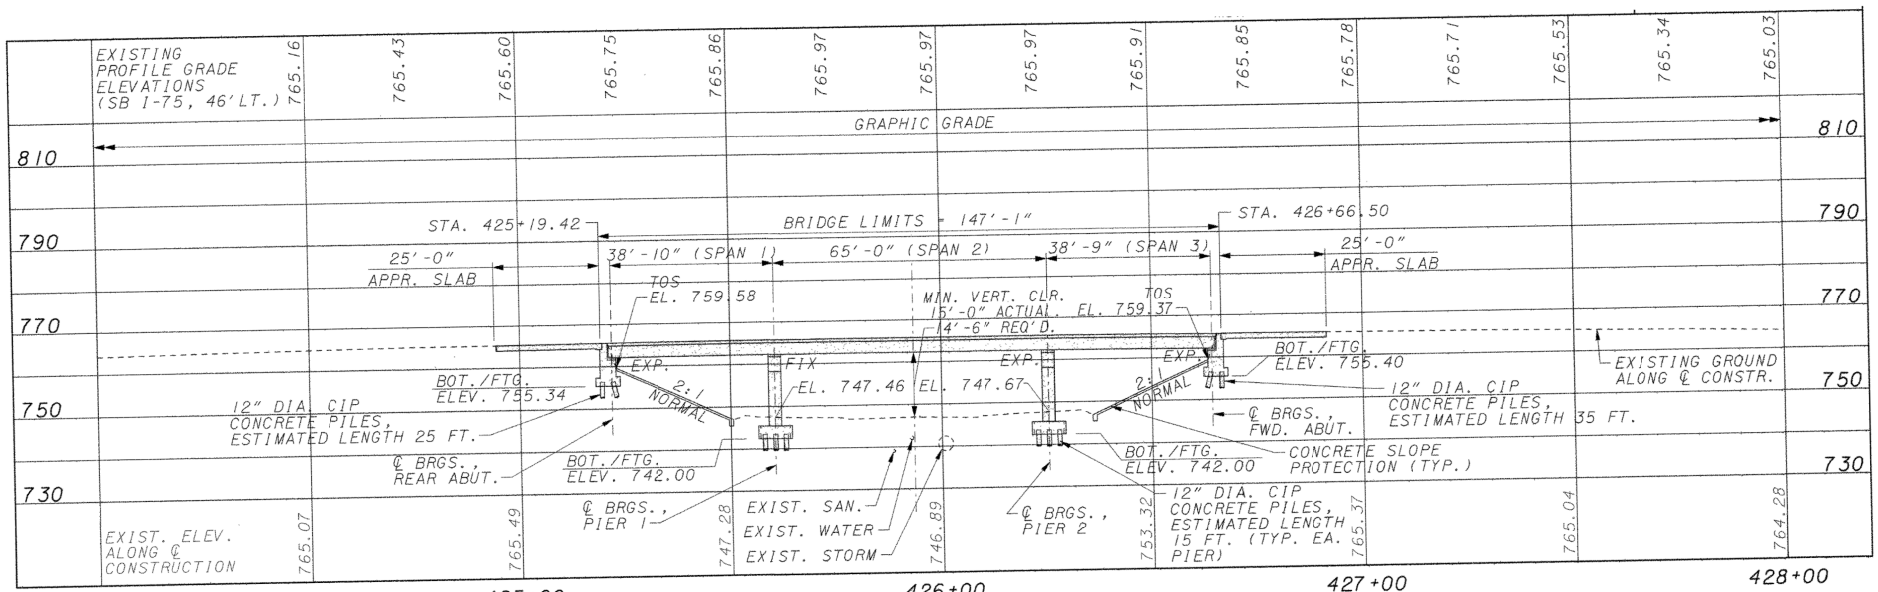 EXISTING
PROFILE GRADE
ELEVATIONS
(SB I-75, 46'LT.)
765.16
765.43
765.60
765.75
765.86
765.97
765.97
765.97
765.91
765.85
765.78
765.71
765.53
765.34
765.03
GRAPHIC GRADE
810
810
STA. 425+19.42
BRIDGE LIMITS = 147'-1"
STA. 426+66.50
790
790
25'-0"
APPR. SLAB
38'-10" (SPAN 1)
65'-0" (SPAN 2)
38'-9" (SPAN 3)
25'-0"
APPR. SLAB
TOS
EL. 759.58
MIN. VERT. CLR.
15'-0" ACTUAL.
14'-6" REQ'D.
TOS
EL. 759.37
770
770
EXP.
FIX
EXP.
EXP.
BOT./FTG.
ELEV. 755.40
EXISTING GROUND
ALONG ℄ CONSTR.
BOT./FTG.
ELEV. 755.34
2:1
NORMAL
EL. 747.46
EL. 747.67
2:1
NORMAL
750
750
12" DIA. CIP
CONCRETE PILES,
ESTIMATED LENGTH 25 FT.
℄ BRGS.,
FWD. ABUT.
12" DIA. CIP
CONCRETE PILES,
ESTIMATED LENGTH 35 FT.
℄ BRGS.,
REAR ABUT.
BOT./FTG.
ELEV. 742.00
BOT./FTG.
ELEV. 742.00
CONCRETE SLOPE
PROTECTION (TYP.)
730
730
℄ BRGS.,
PIER 1
EXIST. SAN.
EXIST. WATER
EXIST. STORM
℄ BRGS.,
PIER 2
12" DIA. CIP
CONCRETE PILES,
ESTIMATED LENGTH
15 FT. (TYP. EA.
PIER)
EXIST. ELEV.
ALONG ℄
CONSTRUCTION
765.07
765.49
747.28
746.89
753.32
765.37
765.04
764.28
426+00
427+00
428+00